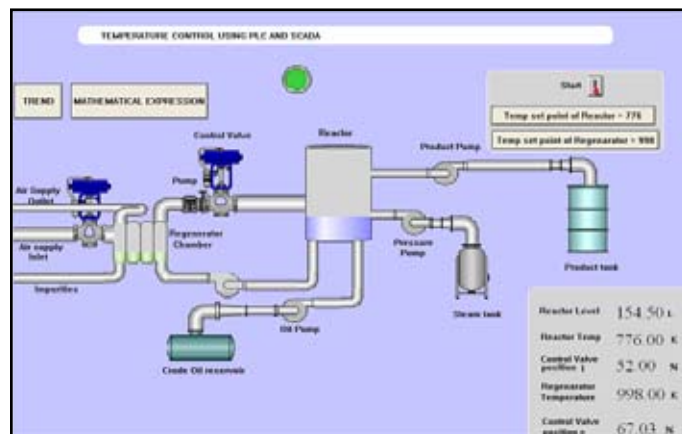 TEMPERATURE CONTROL USING PLC AND SCADA
TREND
MATHEMATICAL EXPRESSION
Start
Temp set point of Reactor = 776
Temp set point of Regenarator = 998
Control Valve
Reactor
Product Pump
Pump
Air Supply
Outlet
Air supply
Inlet
Regenerator
Chamber
Pressure
Pump
Product tank
Impurities
Steam tank
Oil Pump
Crude Oil reservoir
Reactor Level 154.50 L
Reactor Temp 776.00 K
Control Valve
position 1 52.00 N
Regenerator
Temperature 998.00 K
Control Valve
position 67.03 N